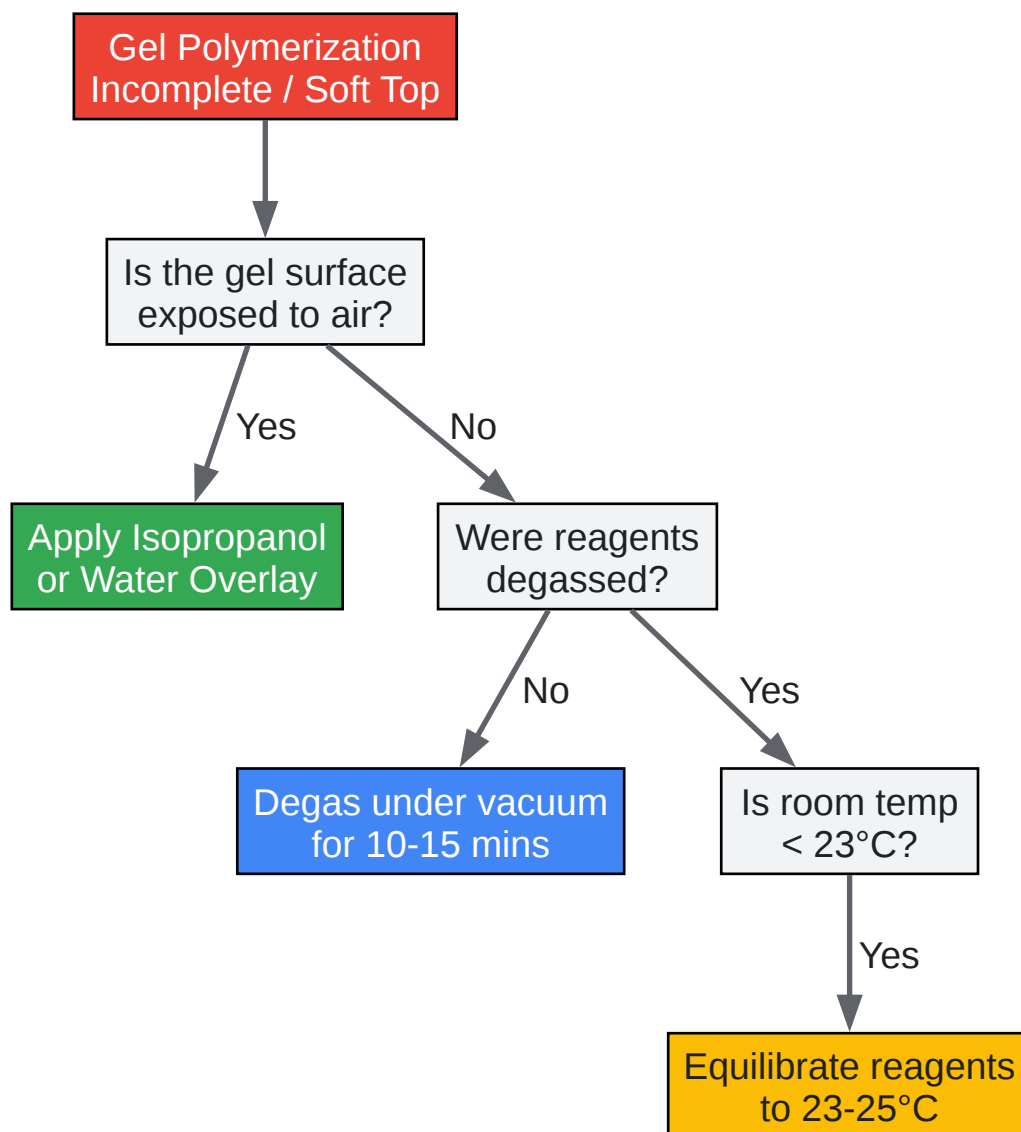 Gel Polymerization
Incomplete / Soft Top
Is the gel surface
exposed to air?
Yes
No
Apply Isopropanol
or Water Overlay
Were reagents
degassed?
No
Yes
Degas under vacuum
for 10-15 mins
Is room temp
< 23°C?
Yes
Equilibrate reagents
to 23-25°C